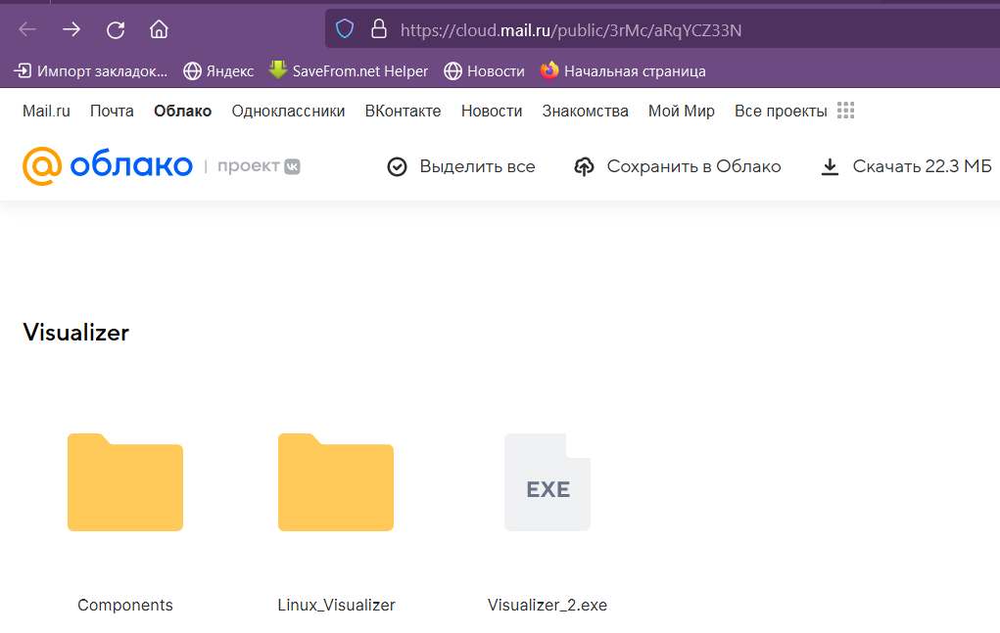 https://cloud.mail.ru/public/3rMc/aRqYCZ33N
Импорт закладок... Яндекс SaveFrom.net Helper Новости Начальная страница
Mail.ru Почта Облако Одноклассники ВКонтакте Новости Знакомства Мой Мир Все проекты
@ облако | проект VK Выделить все Сохранить в Облако Скачать 22.3 МБ
Visualizer
EXE
Components Linux_Visualizer Visualizer_2.exe